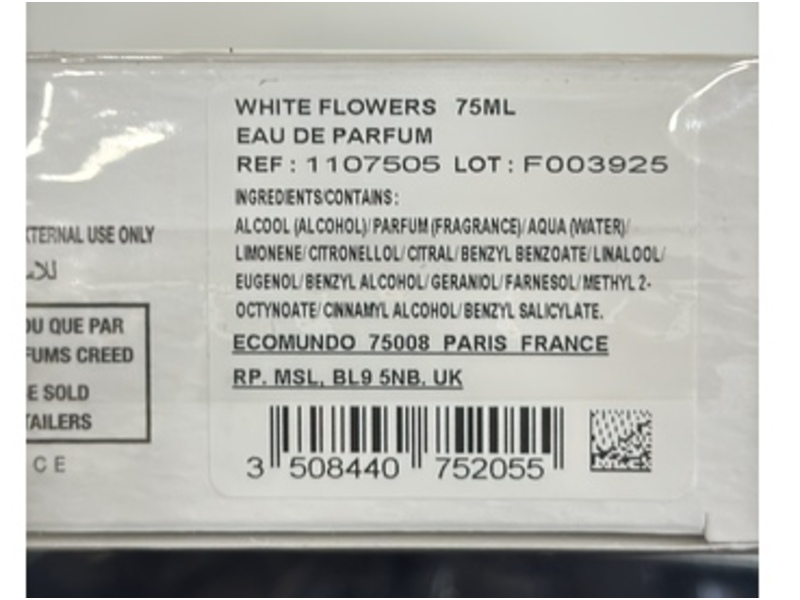 WHITE FLOWERS 75ML
EAU DE PARFUM
REF : 1107505 LOT : F003925
INGREDIENTS/CONTAINS :
ALCOOL (ALCOHOL)/ PARFUM (FRAGRANCE)/ AQUA (WATER)/
LIMONENE/ CITRONELLOL/ CITRAL/ BENZYL BENZOATE/ LINALOOL/
EUGENOL/ BENZYL ALCOHOL/ GERANIOL/ FARNESOL/ METHYL 2-
OCTYNOATE/ CINNAMYL ALCOHOL/ BENZYL SALICYLATE.
ECOMUNDO 75008 PARIS FRANCE
RP. MSL, BL9 5NB. UK
3 508440 752055
XTERNAL USE ONLY
OU QUE PAR
FUMS CREED
E SOLD
TAILERS
C E